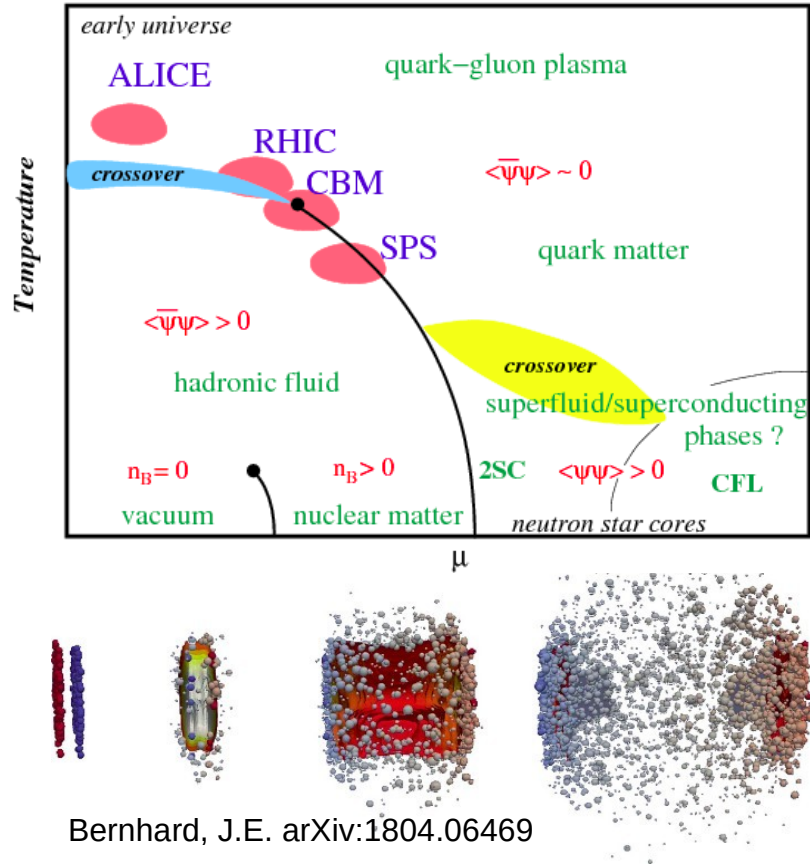 early universe
ALICE
quark–gluon plasma
RHIC
<ψ̅ψ> ~ 0
crossover
CBM
SPS
quark matter
Temperature
<ψ̅ψ> > 0
crossover
hadronic fluid
superfluid/superconducting
phases ?
n_B = 0
n_B > 0
2SC
<ψψ> > 0
CFL
vacuum
nuclear matter
neutron star cores
μ
Bernhard, J.E. arXiv:1804.06469